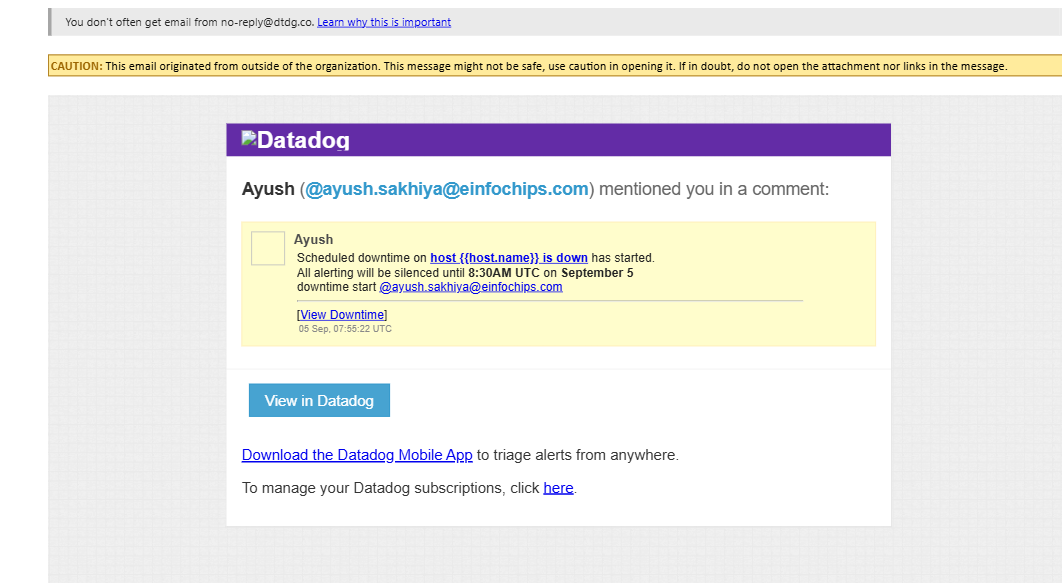 You don't often get email from no-reply@dtdg.co. Learn why this is important
CAUTION: This email originated from outside of the organization. This message might not be safe, use caution in opening it. If in doubt, do not open the attachment nor links in the message.
Datadog
Ayush (@ayush.sakhiya@einfochips.com) mentioned you in a comment:
Ayush
Scheduled downtime on host {{host.name}} is down has started.
All alerting will be silenced until 8:30AM UTC on September 5
downtime start @ayush.sakhiya@einfochips.com
[View Downtime]
05 Sep, 07:55:22 UTC
View in Datadog
Download the Datadog Mobile App to triage alerts from anywhere.
To manage your Datadog subscriptions, click here.